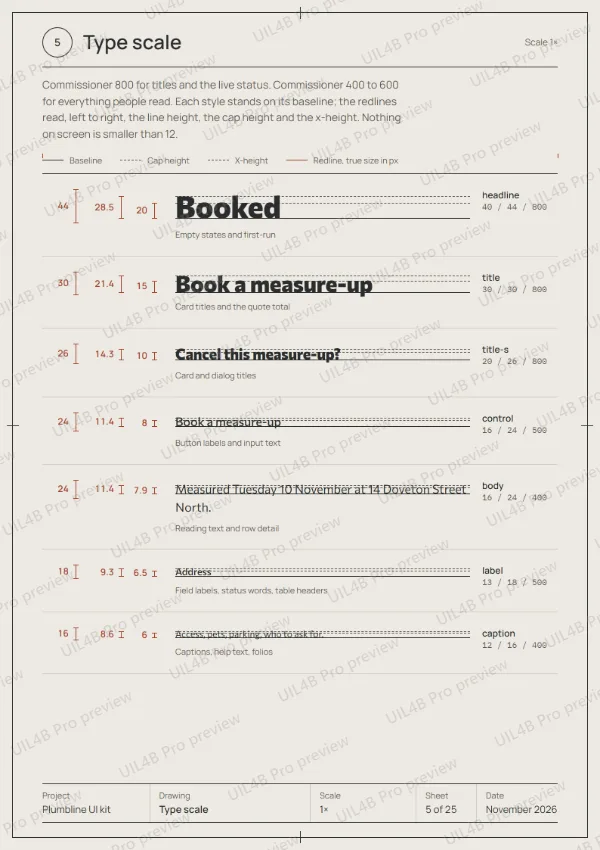 5
Type scale
Scale 1×
Commissioner 800 for titles and the live status. Commissioner 400 to 600
for everything people read. Each style stands on its baseline; the redlines
read, left to right, the line height, the cap height and the x-height. Nothing
on screen is smaller than 12.
Baseline
Cap height
X-height
Redline, true size in px
44
28.5
20
Booked
headline
40 / 44 / 800
Empty states and first-run
30
21.4
15
Book a measure-up
title
30 / 30 / 800
Card titles and the quote total
26
14.3
10
Cancel this measure-up?
title-s
20 / 26 / 800
Card and dialog titles
24
11.4
8
Book a measure-up
control
16 / 24 / 500
Button labels and input text
24
11.4
7.9
Measured Tuesday 10 November at 14 Doveton Street
North.
body
16 / 24 / 400
Reading text and row detail
18
9.3
6.5
Address
label
13 / 18 / 500
Field labels, status words, table headers
16
8.6
6
Access, pets, parking, who to ask for.
caption
12 / 16 / 400
Captions, help text, folios
Project
Plumbline UI kit
Drawing
Type scale
Scale
1×
Sheet
5 of 25
Date
November 2026
UIL4B Pro preview